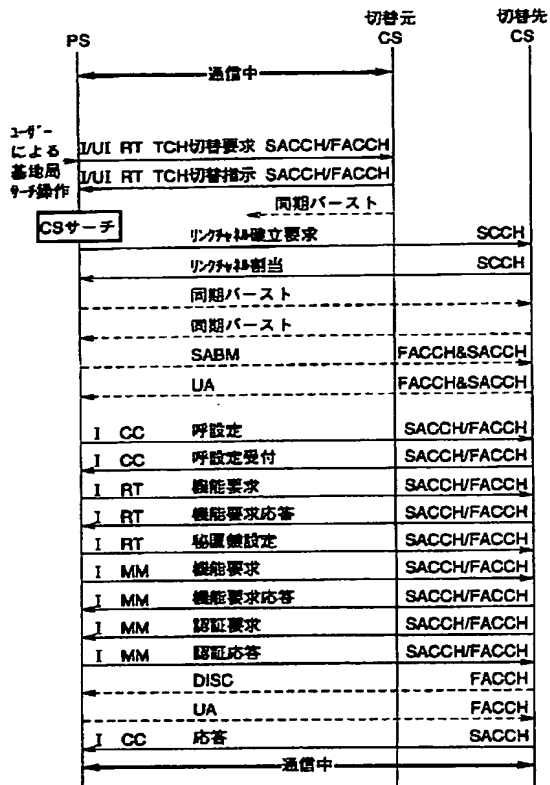 切替元 切替先
PS CS CS
通信中
ユーザー
による
基地局
サーチ操作
I/UI RT TCH切替要求 SACCH/FACCH
I/UI RT TCH切替指示 SACCH/FACCH
同期バースト
CSサーチ
リンクチャネル確立要求 SCCH
リンクチャネル割当 SCCH
同期バースト
同期バースト
SABM FACCH&SACCH
UA FACCH&SACCH
I CC 呼設定 SACCH/FACCH
I CC 呼設定受付 SACCH/FACCH
I RT 機能要求 SACCH/FACCH
I RT 機能要求応答 SACCH/FACCH
I RT 秘匿鍵設定 SACCH/FACCH
I MM 機能要求 SACCH/FACCH
I MM 機能要求応答 SACCH/FACCH
I MM 認証要求 SACCH/FACCH
I MM 認証応答 SACCH/FACCH
DISC FACCH
UA FACCH
I CC 応答 SACCH
通信中